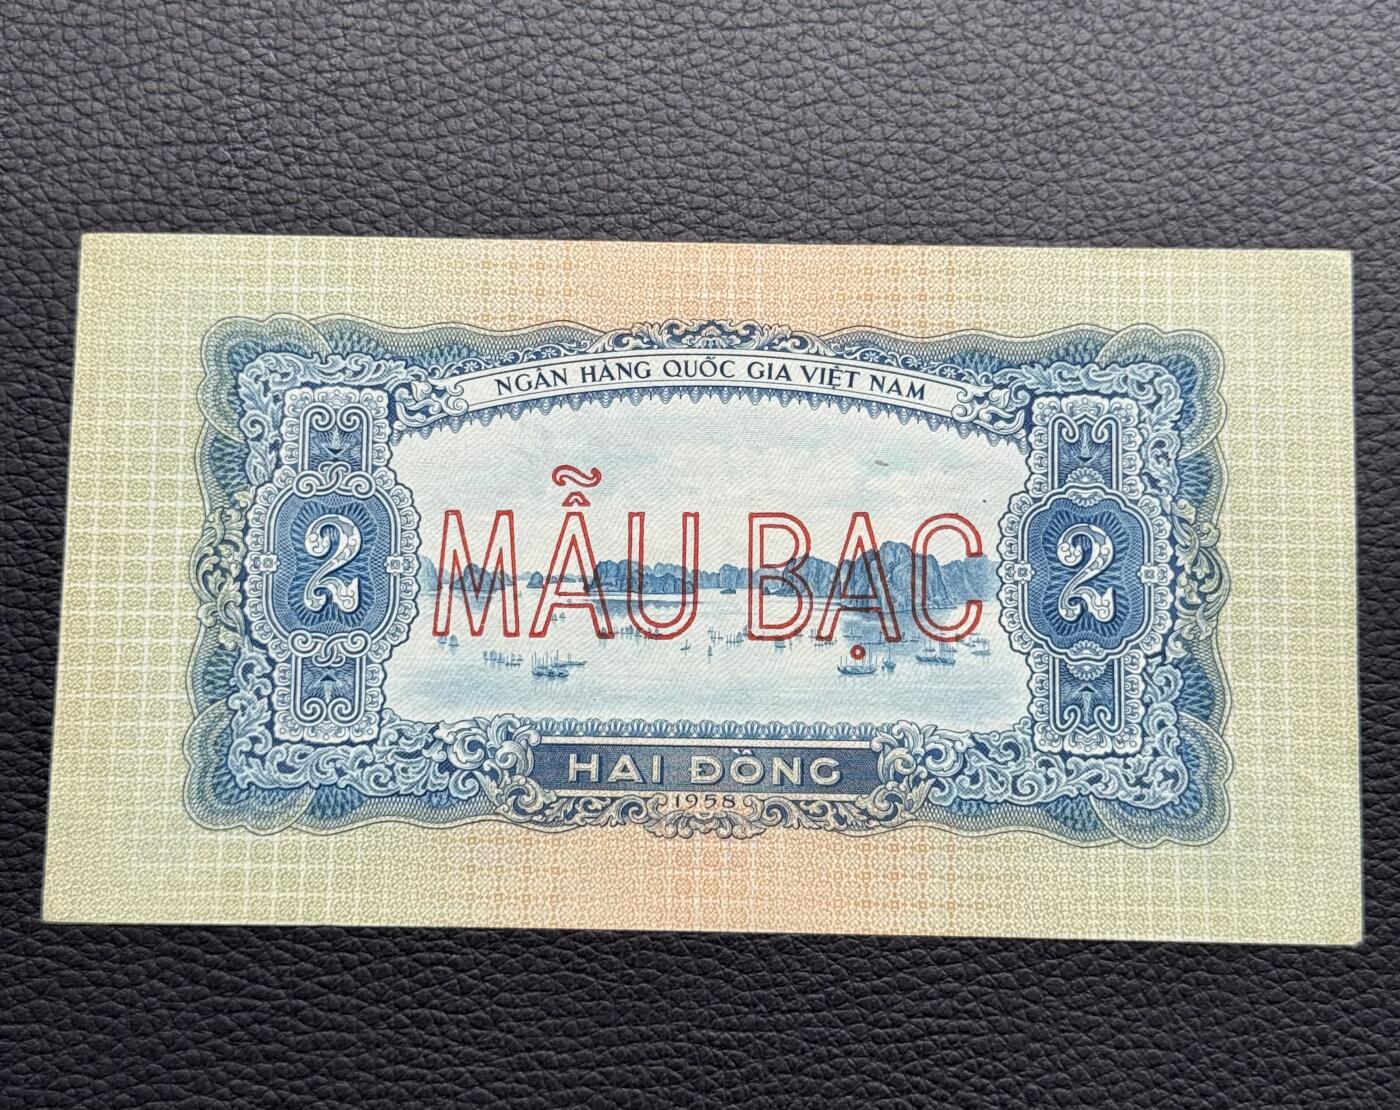 NGÂN HÀNG QUỐC GIA VIỆT NAM
2
MẪU BẠC
2
HAI ĐỒNG
1958